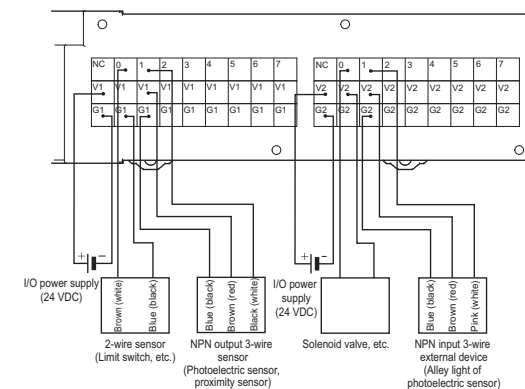 NC 0 1 2 3 4 5 6 7 NC 0 1 2 3 4 5 6 7
V1 V1 V1 V1 V1 V1 V1 V1 V1 V2 V2 V2 V2 V2 V2 V2 V2 V2
G1 G1 G1 G1 G1 G1 G1 G1 G1 G2 G2 G2 G2 G2 G2 G2 G2 G2
+ − + −
I/O power supply
(24 VDC)
Brown (white)
Blue (black)
2-wire sensor
(Limit switch, etc.)
Blue (black)
Brown (red)
Black (white)
NPN output 3-wire
sensor
(Photoelectric sensor,
proximity sensor)
I/O power
supply
(24 VDC)
Solenoid valve, etc.
Blue (black)
Brown (red)
Pink (white)
NPN input 3-wire
external device
(Alley light of
photoelectric sensor)